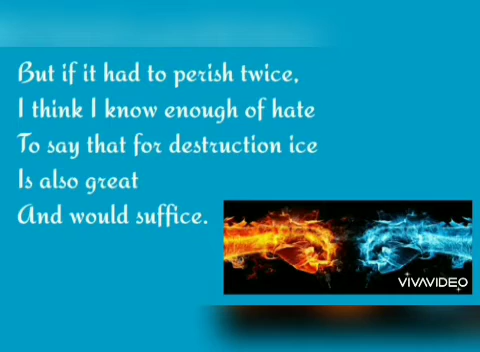 But if it had to perish twice,
I think I know enough of hate
To say that for destruction ice
Is also great
And would suffice.
VIVAVIDEO